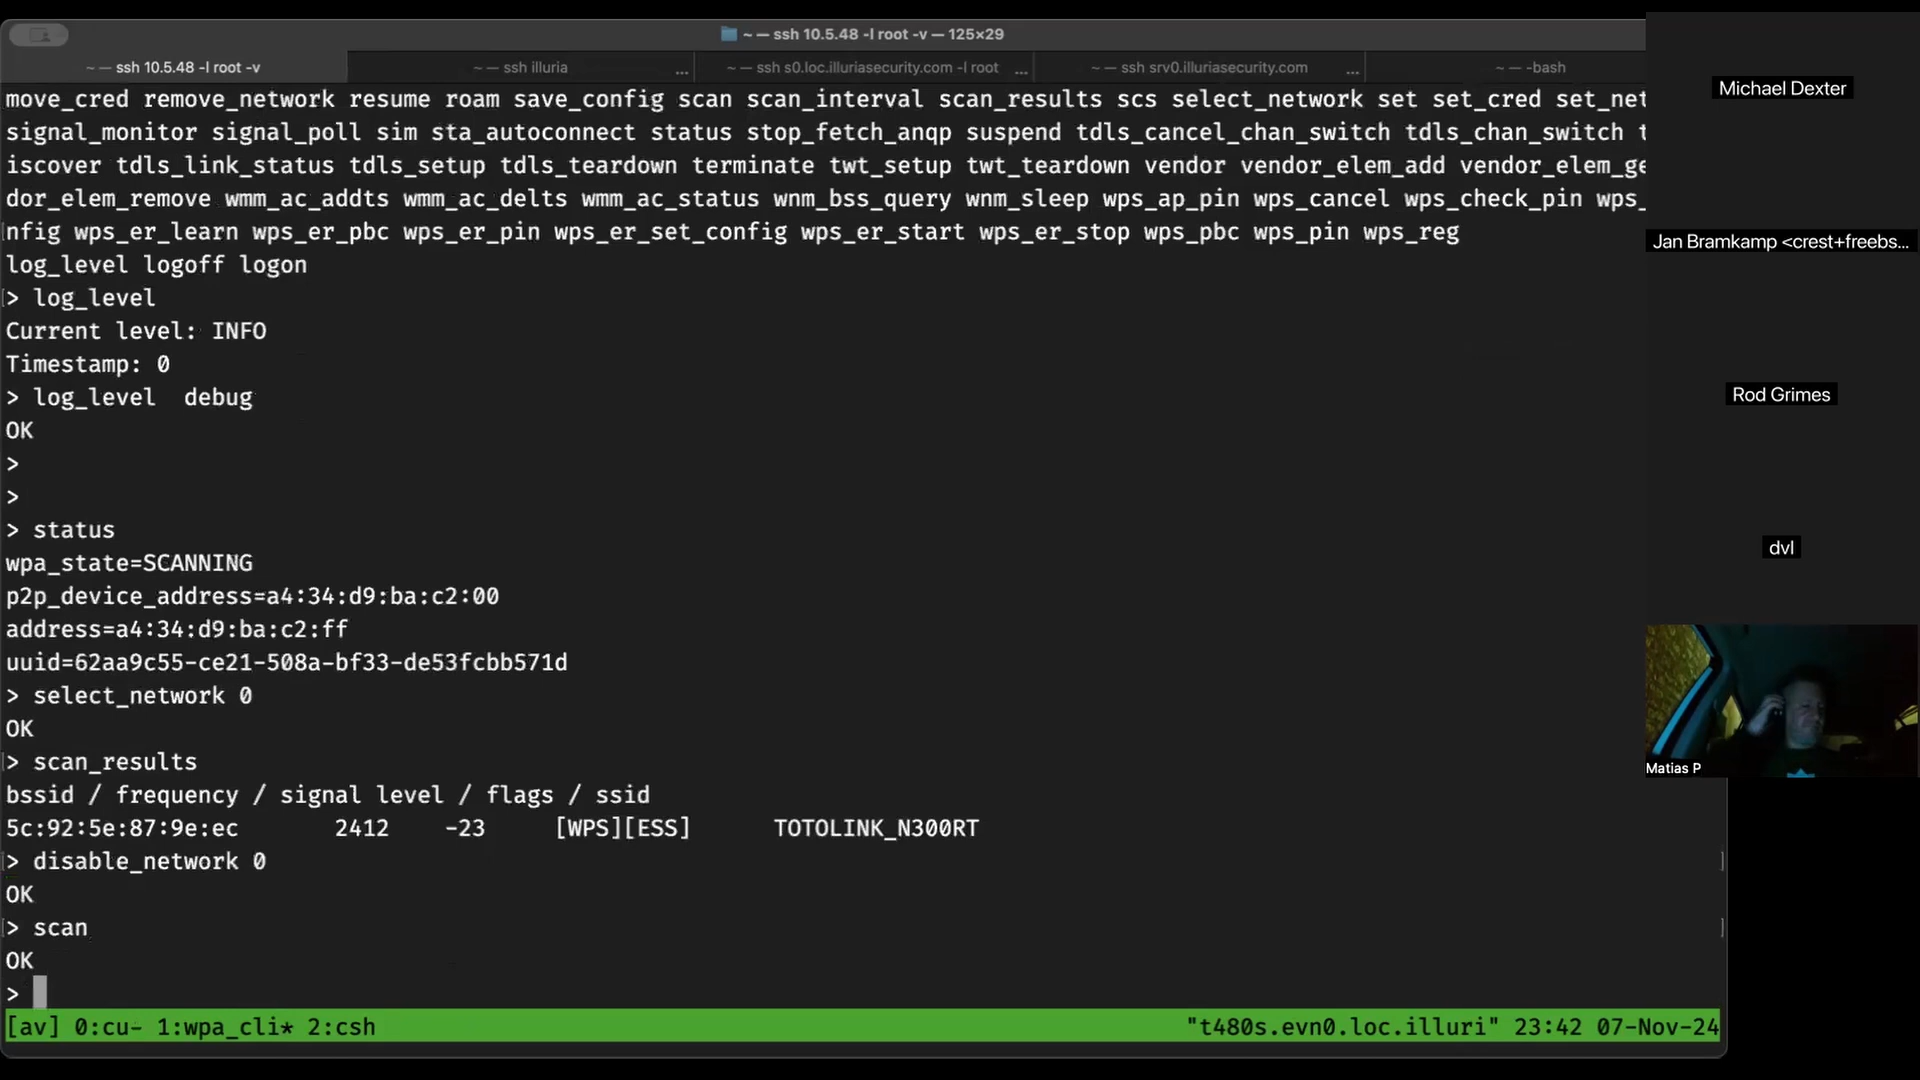 ~ — ssh 10.5.48 -l root -v — 125×29
~ — ssh 10.5.48 -l root -v
~ — ssh illuria ...
~ — ssh s0.loc.illuriasecurity.com -l root ...
~ — ssh srv0.illuriasecurity.com ...
~ — -bash
move_cred remove_network resume roam save_config scan scan_interval scan_results scs select_network set set_cred set_net
signal_monitor signal_poll sim sta_autoconnect status stop_fetch_anqp suspend tdls_cancel_chan_switch tdls_chan_switch t
iscover tdls_link_status tdls_setup tdls_teardown terminate twt_setup twt_teardown vendor vendor_elem_add vendor_elem_ge
dor_elem_remove wmm_ac_addts wmm_ac_delts wmm_ac_status wnm_bss_query wnm_sleep wps_ap_pin wps_cancel wps_check_pin wps_
nfig wps_er_learn wps_er_pbc wps_er_pin wps_er_set_config wps_er_start wps_er_stop wps_pbc wps_pin wps_reg
log_level logoff logon
> log_level
Current level: INFO
Timestamp: 0
> log_level  debug
OK
>
>
> status
wpa_state=SCANNING
p2p_device_address=a4:34:d9:ba:c2:00
address=a4:34:d9:ba:c2:ff
uuid=62aa9c55-ce21-508a-bf33-de53fcbb571d
> select_network 0
OK
> scan_results
bssid / frequency / signal level / flags / ssid
5c:92:5e:87:9e:ec       2412    -23     [WPS][ESS]      TOTOLINK_N300RT
> disable_network 0
OK
> scan
OK
>
[av] 0:cu- 1:wpa_cli* 2:csh "t480s.evn0.loc.illuri" 23:42 07-Nov-24
Michael Dexter
Jan Bramkamp <crest+freebs...
Rod Grimes
dvl
Matias P